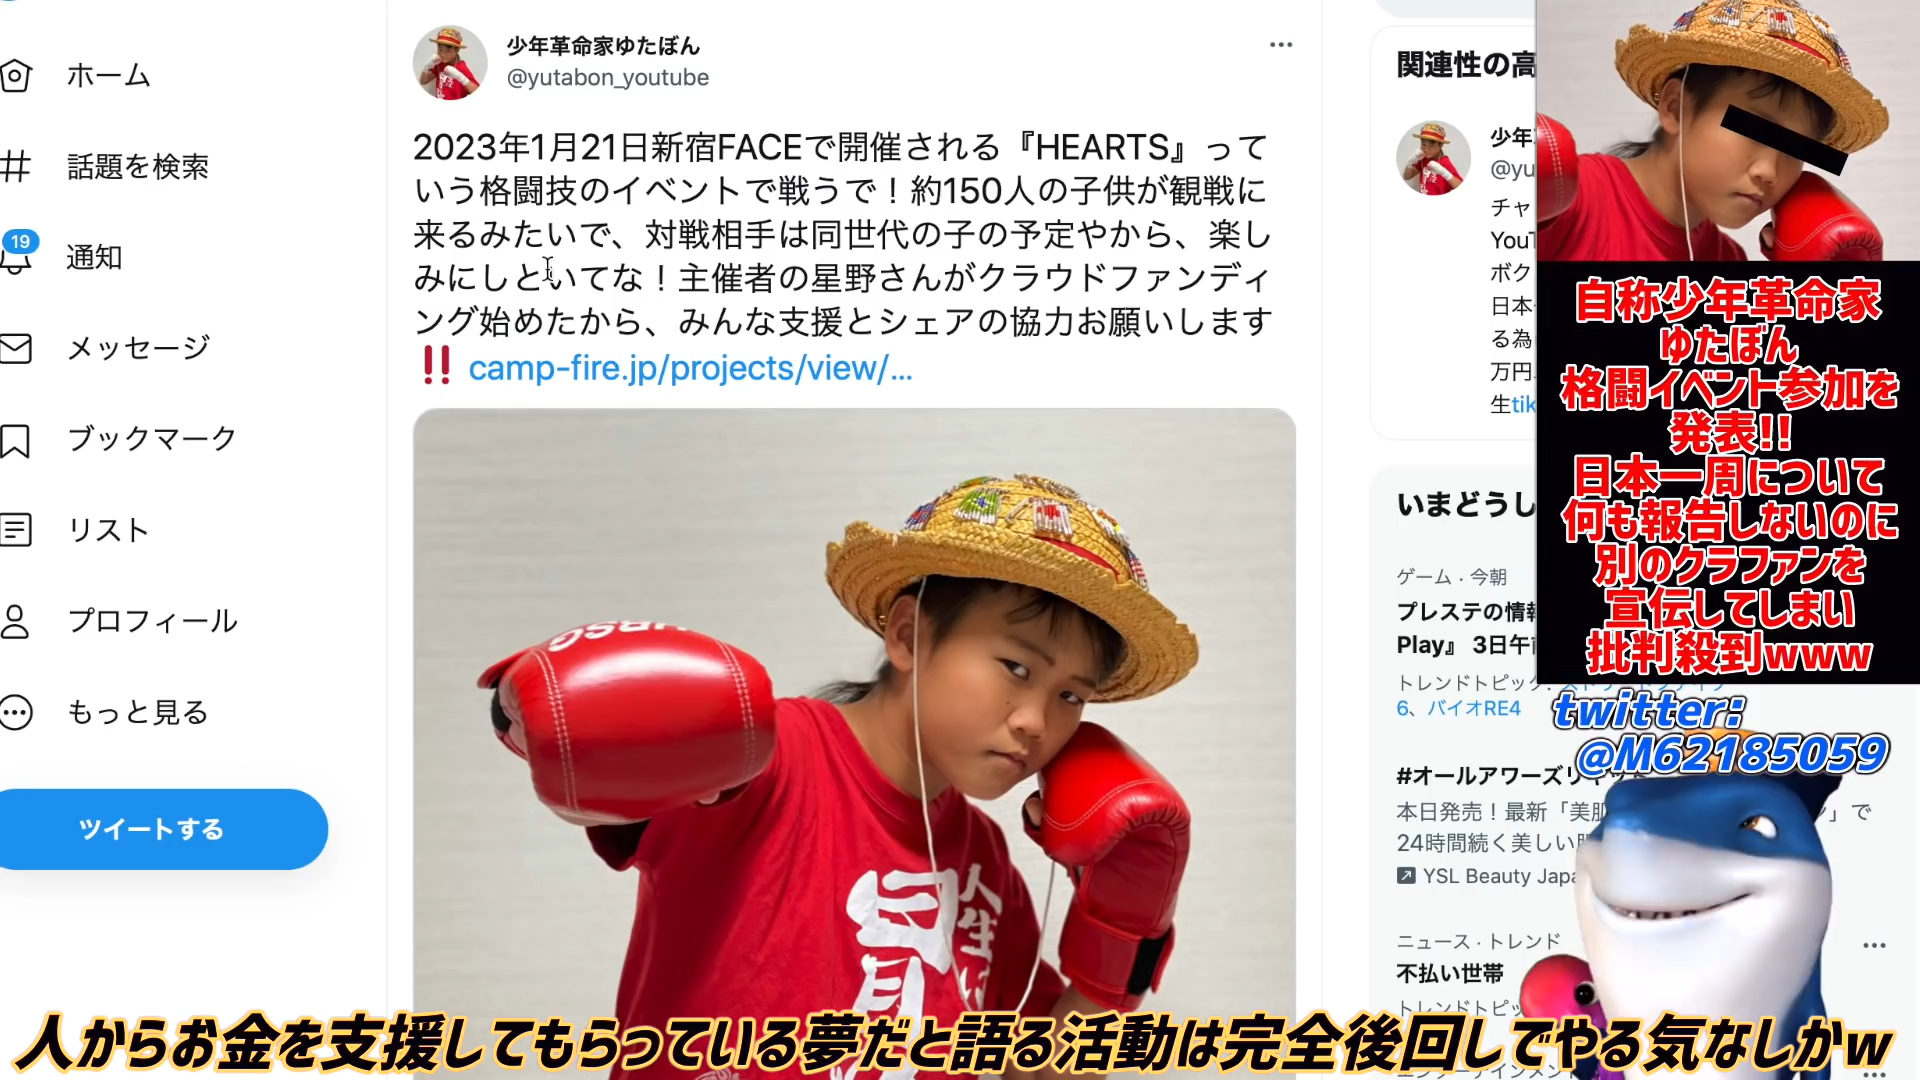 ホーム
話題を検索
19
通知
メッセージ
ブックマーク
リスト
プロフィール
もっと見る
ツイートする
少年革命家ゆたぼん
@yutabon_youtube
2023年1月21日新宿FACEで開催される『HEARTS』って
いう格闘技のイベントで戦うで！約150人の子供が観戦に
来るみたいで、対戦相手は同世代の子の予定やから、楽し
みにしといてな！主催者の星野さんがクラウドファンディ
ング始めたから、みんな支援とシェアの協力お願いします
‼ camp-fire.jp/projects/view/...
人生
関連性の高
少年
@yu
チャ
You
ボク
日本
る為
万円
生tik
いまどうし
ゲーム · 今朝
プレステの情報
Play』 3日午前
トレンドトピック:
6、バイオRE4
#オールアワーズリキッド
本日発売！最新「美肌
」で
24時間続く美しい
YSL Beauty Japa
ニュース · トレンド
不払い世帯
トレンドトピッ
自称少年革命家
ゆたぼん
格闘イベント参加を
発表!!
日本一周について
何も報告しないのに
別のクラファンを
宣伝してしまい
批判殺到www
twitter:
@M62185059
人からお金を支援してもらっている夢だと語る活動は完全後回しでやる気なしかw